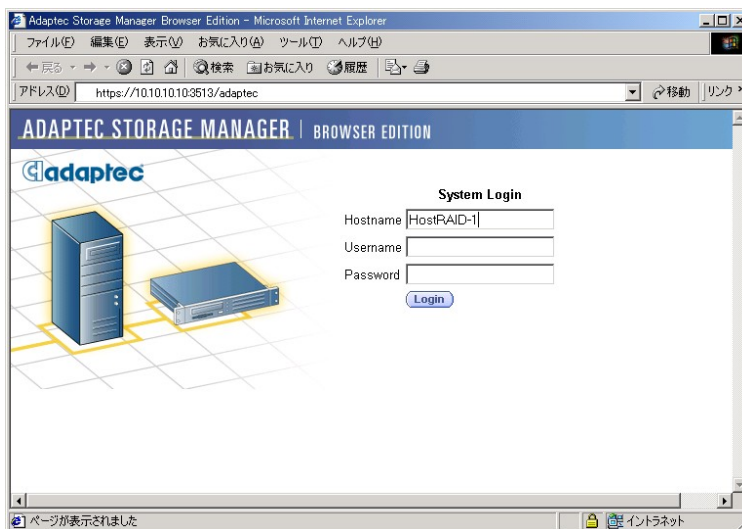 Adaptec Storage Manager Browser Edition - Microsoft Internet Explorer
ファイル(F) 編集(E) 表示(V) お気に入り(A) ツール(T) ヘルプ(H)
戻る 検索 お気に入り 履歴
アドレス(D) https://10.10.10.10:3513/adaptec 移動 リンク
ADAPTEC STORAGE MANAGER | BROWSER EDITION
adaptec
System Login
Hostname HostRAID-1
Username
Password
Login
ページが表示されました イントラネット